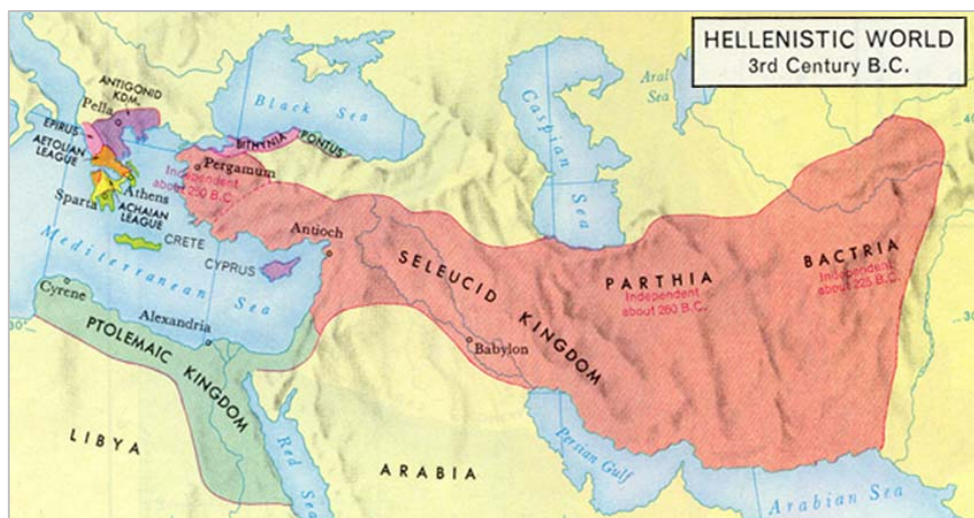 HELLENISTIC WORLD
3rd Century B.C.
Aral
Sea
Caspian
Sea
Black Sea
ANTIGONID
KDM.
Pella
EPIRUS
AETOLIAN
LEAGUE
BITHYNIA
PONTUS
Pergamum
Independent
about 250 B.C.
Athens
Sparta
ACHAIAN
LEAGUE
CRETE
CYPRUS
Antioch
Mediterranean Sea
SELEUCID
KINGDOM
PARTHIA
Independent
about 260 B.C.
BACTRIA
Independent
about 225 B.C.
Cyrene
Alexandria
Babylon
PTOLEMAIC
KINGDOM
LIBYA
Red
Sea
ARABIA
Persian Gulf
Arabian Sea
30°